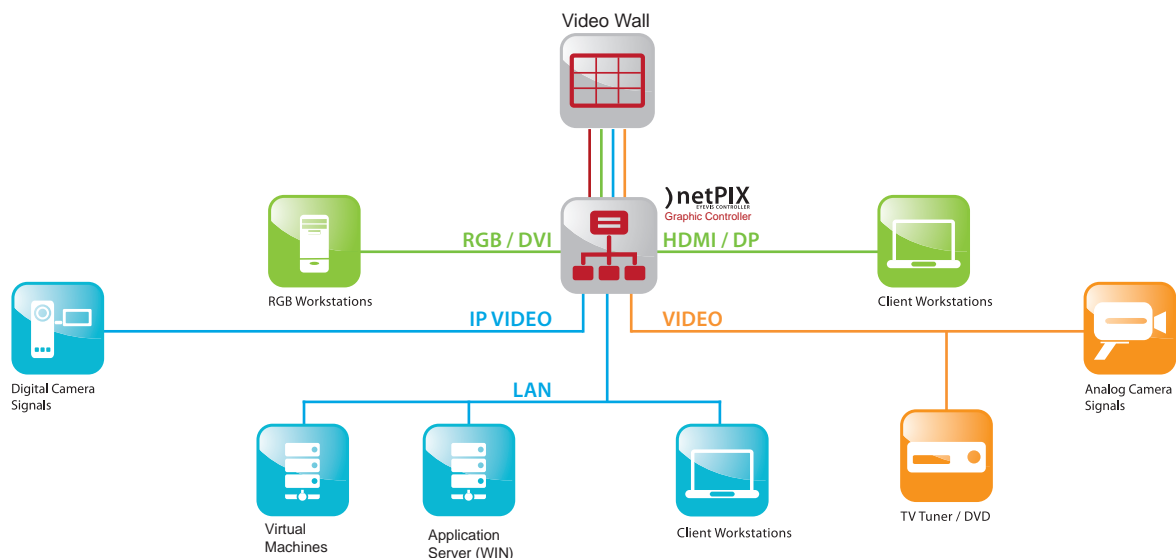 Video Wall
)netPIX
EYEVIS CONTROLLER
Graphic Controller
RGB / DVI
HDMI / DP
RGB Workstations
Client Workstations
IP VIDEO
VIDEO
Digital Camera
Signals
LAN
Analog Camera
Signals
Virtual
Machines
Application
Server (WIN)
Client Workstations
TV Tuner / DVD